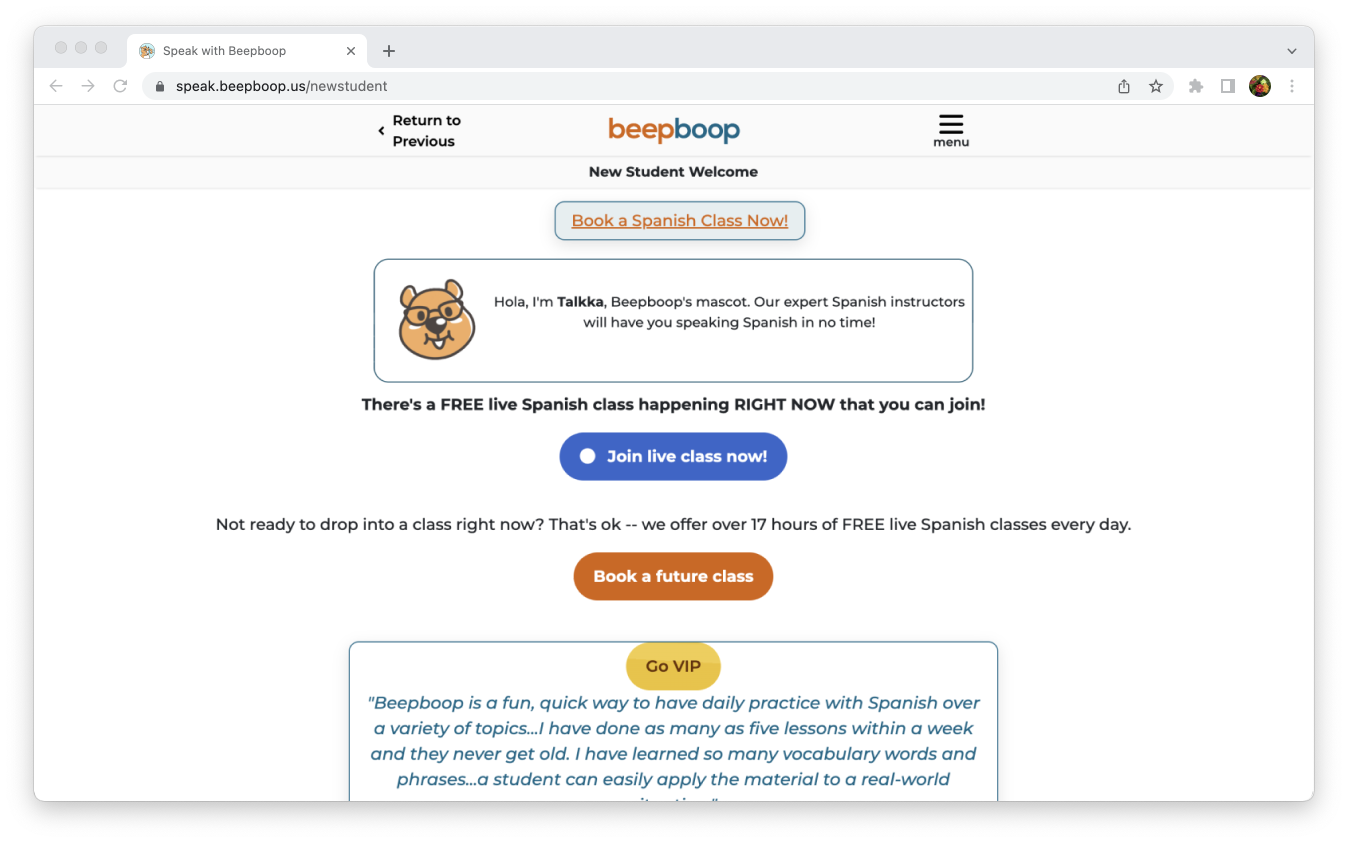 Speak with Beepboop
speak.beepboop.us/newstudent
Return to
Previous
beepboop
menu
New Student Welcome
Book a Spanish Class Now!
Hola, I'm Talkka, Beepboop's mascot. Our expert Spanish instructors
will have you speaking Spanish in no time!
There's a FREE live Spanish class happening RIGHT NOW that you can join!
Join live class now!
Not ready to drop into a class right now? That's ok -- we offer over 17 hours of FREE live Spanish classes every day.
Book a future class
Go VIP
"Beepboop is a fun, quick way to have daily practice with Spanish over
a variety of topics...I have done as many as five lessons within a week
and they never get old. I have learned so many vocabulary words and
phrases...a student can easily apply the material to a real-world